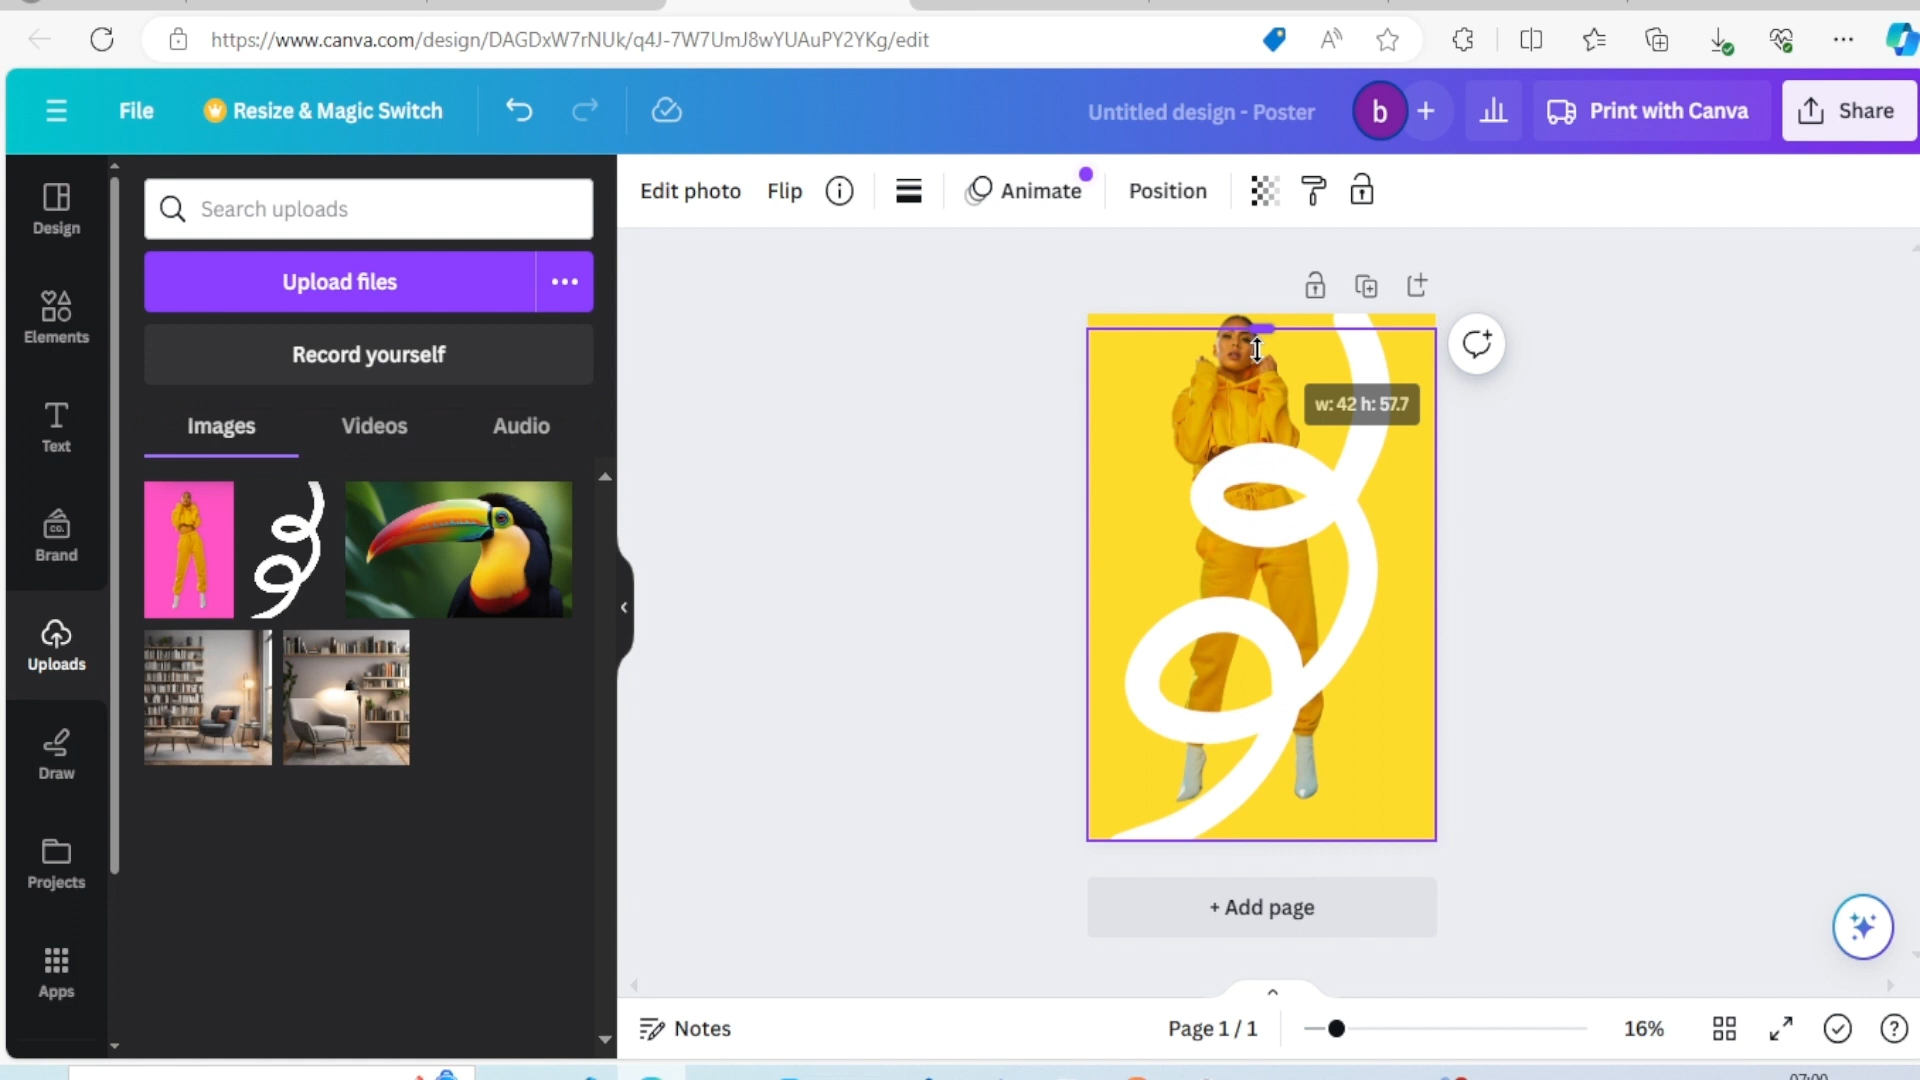 https://www.canva.com/design/DAGDxW7rNUk/q4J-7W7UmJ8wYUAuPY2YKg/edit
File
Resize & Magic Switch
Untitled design - Poster
b
+
Print with Canva
Share
Design
Elements
Text
Brand
CO.
Uploads
Draw
Projects
Apps
Search uploads
Upload files
Record yourself
Images
Videos
Audio
Edit photo
Flip
Animate
Position
w: 42 h: 57.7
+ Add page
Notes
Page 1 / 1
16%